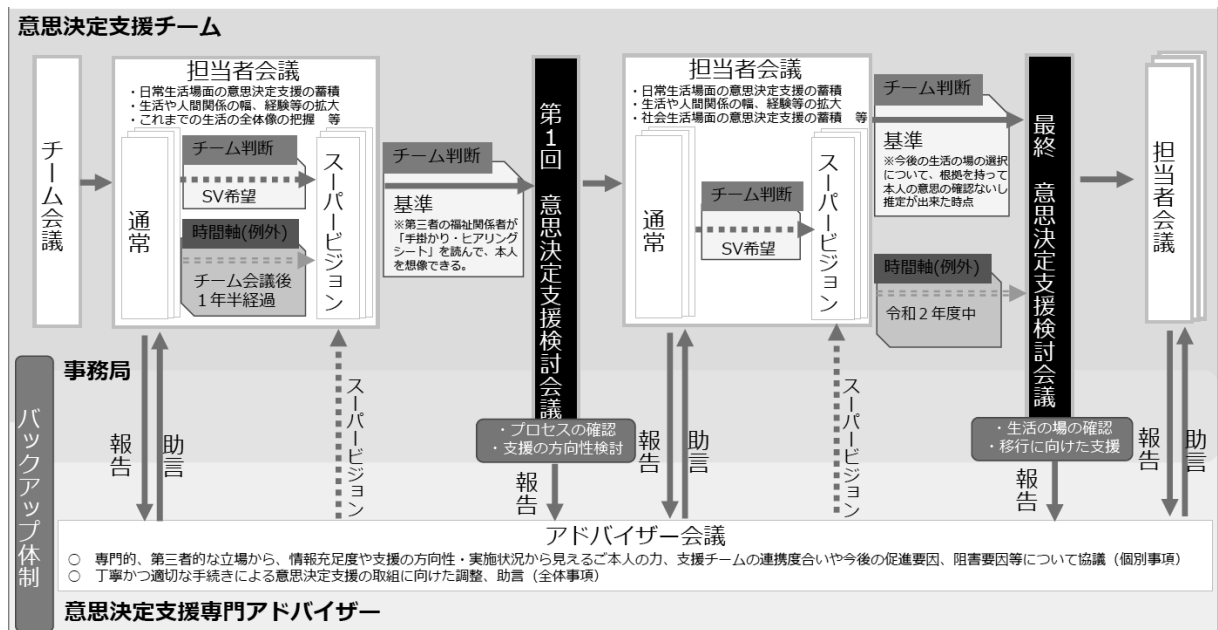 意思決定支援チーム
チーム会議
担当者会議
・日常生活場面の意思決定支援の蓄積
・生活や人間関係の幅、経験等の拡大
・これまでの生活の全体像の把握　等
通常
チーム判断
SV希望
時間軸(例外)
チーム会議後
１年半経過
スーパービジョン
チーム判断
基準
※第三者の福祉関係者が
「手掛かり・ヒアリング
シート」を読んで、本人
を想像できる。
第１回　意思決定支援検討会議
・プロセスの確認
・支援の方向性検討
担当者会議
・日常生活場面の意思決定支援の蓄積
・生活や人間関係の幅、経験等の拡大
・社会生活場面の意思決定支援の蓄積　等
通常
チーム判断
SV希望
スーパービジョン
チーム判断
基準
※今後の生活の場の選択
について、根拠を持って
本人の意思の確認ないし
推定が出来た時点
時間軸(例外)
令和２年度中
最終　意思決定支援検討会議
・生活の場の確認
・移行に向けた支援
担当者会議
事務局
バックアップ体制
報告
助言
スーパービジョン
報告
報告
助言
スーパービジョン
報告
報告
助言
アドバイザー会議
○　専門的、第三者的な立場から、情報充足度や支援の方向性・実施状況から見えるご本人の力、支援チームの連携度合いや今後の促進要因、阻害要因等について協議（個別事項）
○　丁寧かつ適切な手続きによる意思決定支援の取組に向けた調整、助言（全体事項）
意思決定支援専門アドバイザー